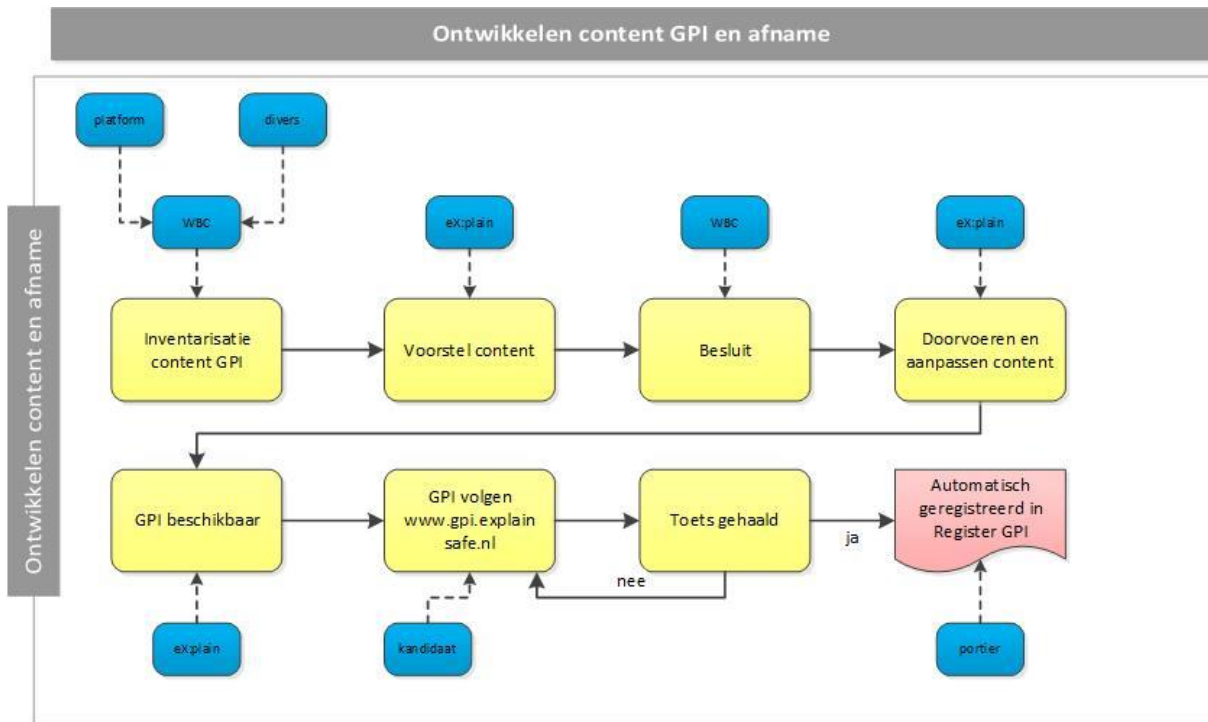 Ontwikkelen content GPI en afname
Ontwikkelen content en afname
platform
divers
WBC
eX:plain
WBC
eX:plain
Inventarisatie
content GPI
Voorstel content
Besluit
Doorvoeren en
aanpassen content
GPI beschikbaar
GPI volgen
www.gpi.explain
safe.nl
Toets gehaald
ja
Automatisch
geregistreerd in
Register GPI
nee
eX:plain
kandidaat
portier